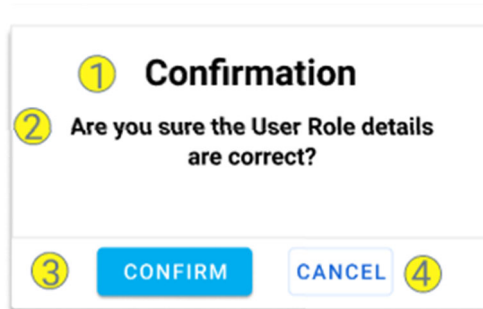 1 Confirmation
2 Are you sure the User Role details
are correct?
3 CONFIRM CANCEL 4